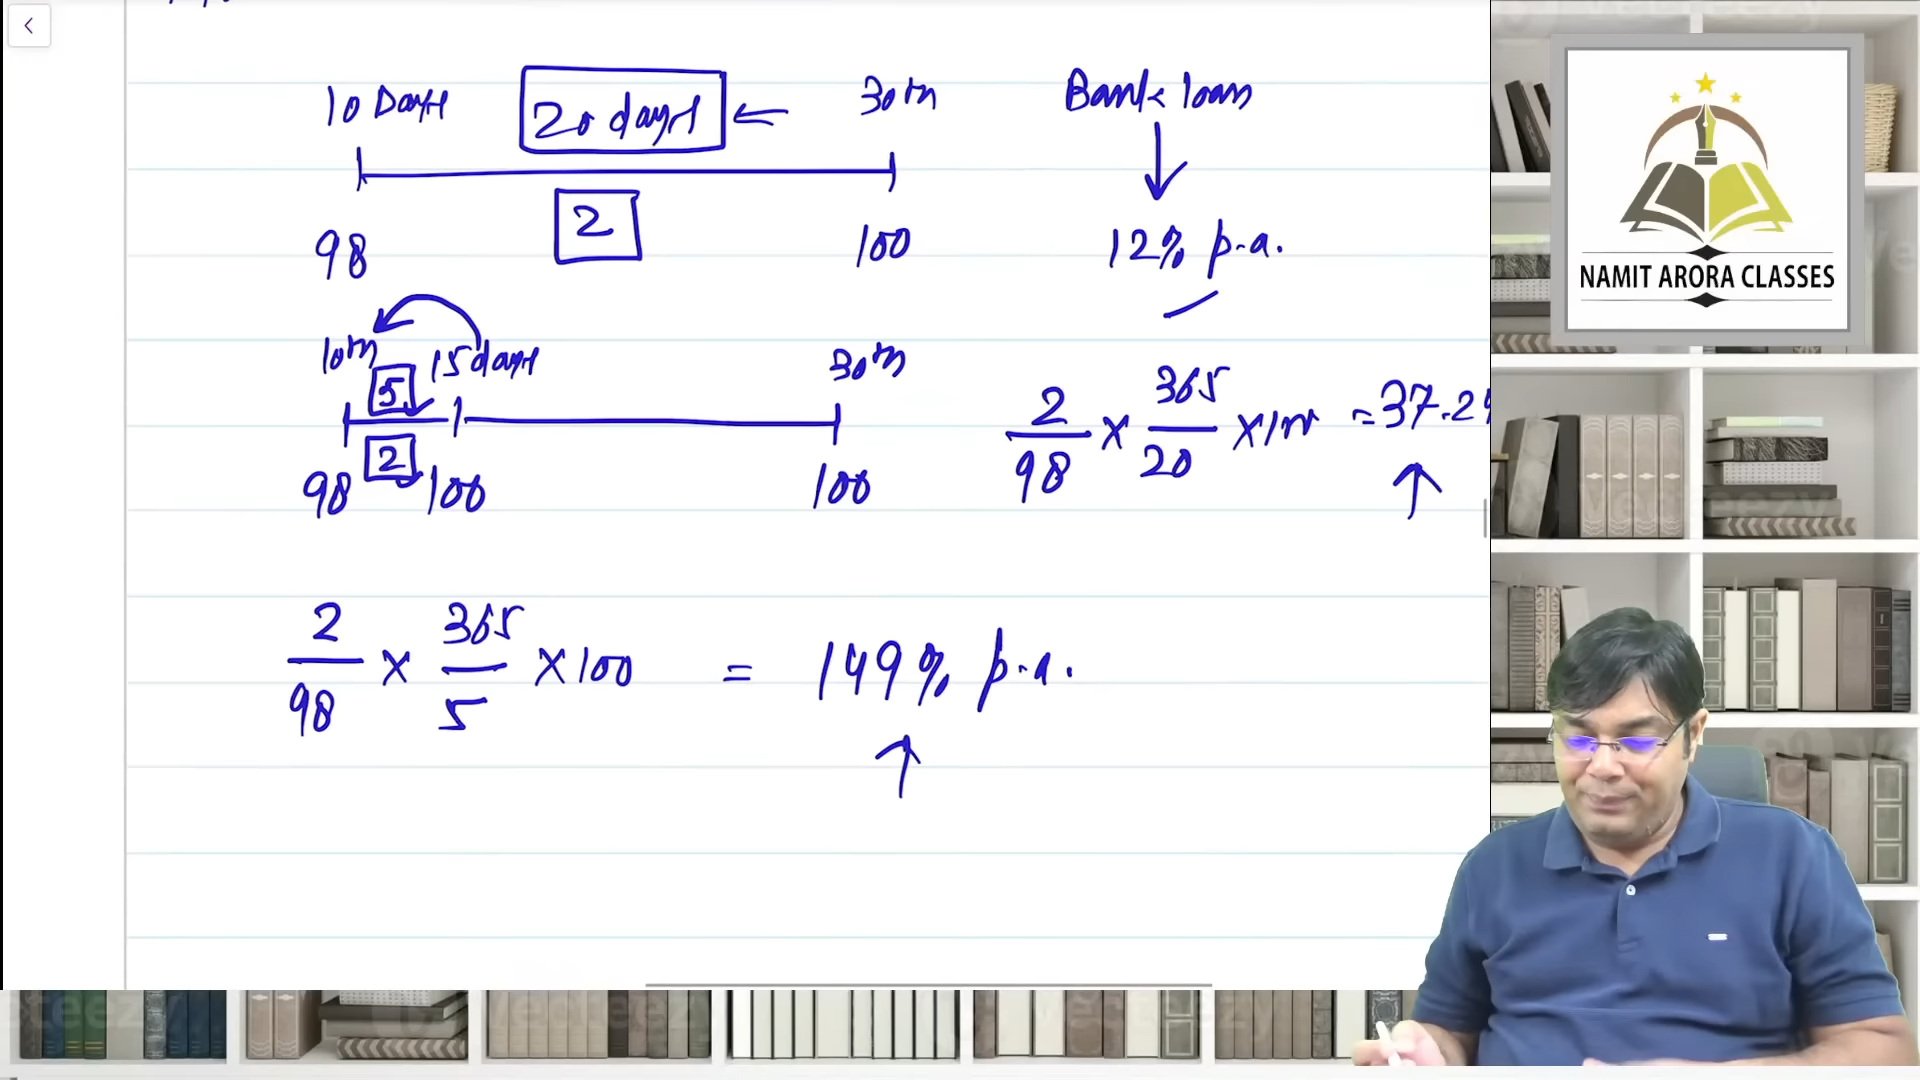 10 Days 20 days ← 30th Bank loan
2
98 100 12% p.a.
10th 15 days 30th
5
2
98 100 100
2/98 × 365/20 × 100 = 37.24
2/98 × 365/5 × 100 = 149% p.a.
NAMIT ARORA CLASSES